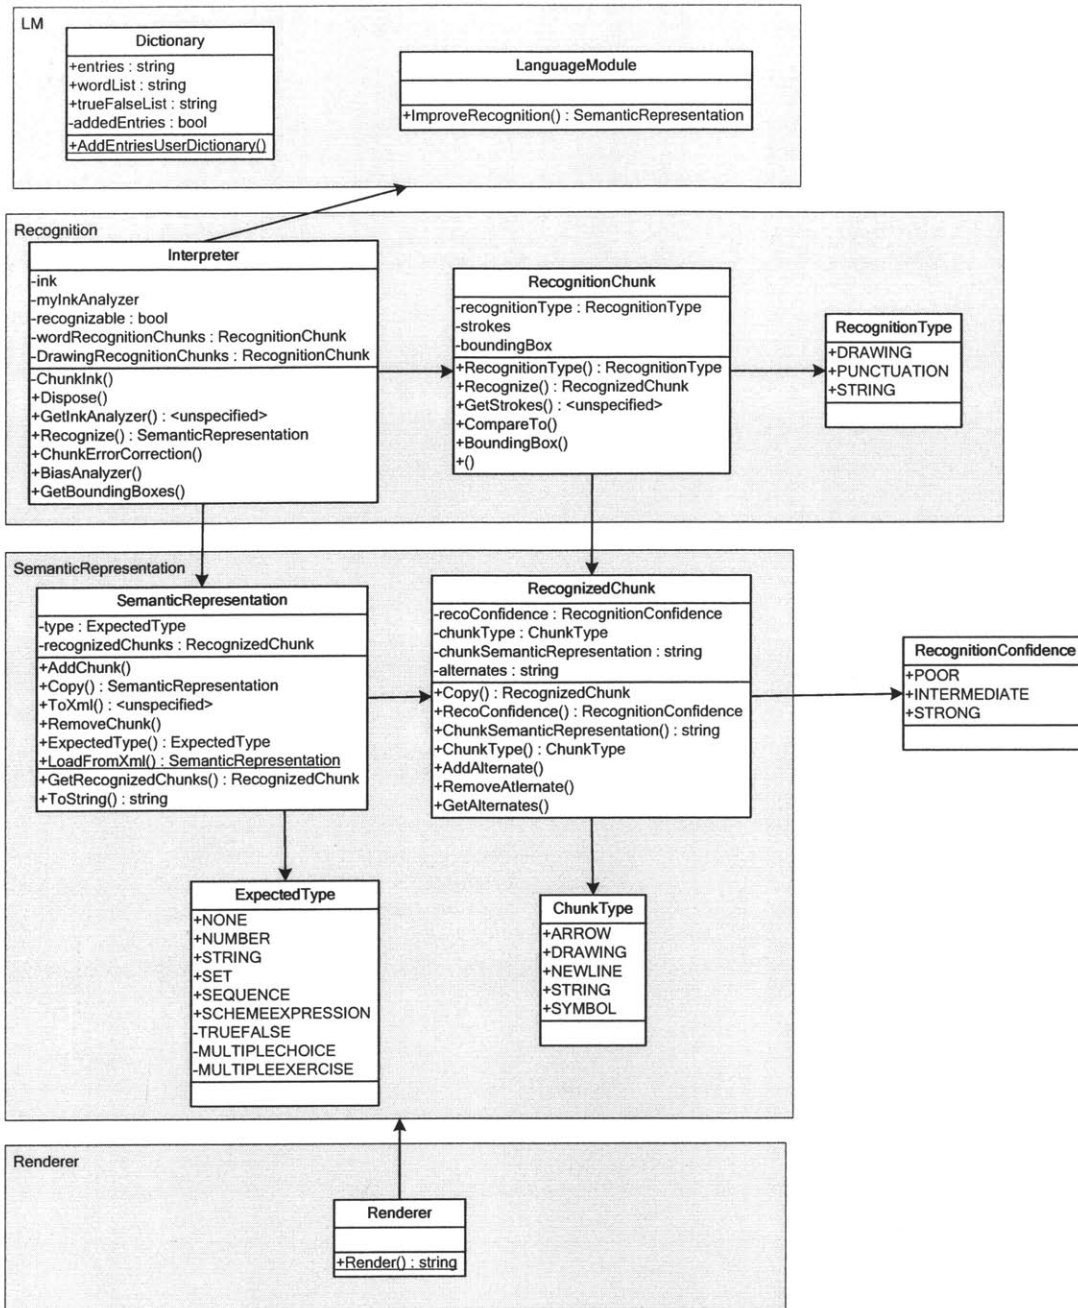 LM
Dictionary
+entries : string
+wordList : string
+trueFalseList : string
-addedEntries : bool
+AddEntriesUserDictionary()
LanguageModule
+ImproveRecognition() : SemanticRepresentation
Recognition
Interpreter
-ink
-myInkAnalyzer
-recognizable : bool
-wordRecognitionChunks : RecognitionChunk
-DrawingRecognitionChunks : RecognitionChunk
-ChunkInk()
+Dispose()
+GetInkAnalyzer() : <unspecified>
+Recognize() : SemanticRepresentation
+ChunkErrorCorrection()
+BiasAnalyzer()
+GetBoundingBoxes()
RecognitionChunk
-recognitionType : RecognitionType
-strokes
-boundingBox
+RecognitionType() : RecognitionType
+Recognize() : RecognizedChunk
+GetStrokes() : <unspecified>
+CompareTo()
+BoundingBox()
+()
RecognitionType
+DRAWING
+PUNCTUATION
+STRING
SemanticRepresentation
SemanticRepresentation
-type : ExpectedType
-recognizedChunks : RecognizedChunk
+AddChunk()
+Copy() : SemanticRepresentation
+ToXml() : <unspecified>
+RemoveChunk()
+ExpectedType() : ExpectedType
+LoadFromXml() : SemanticRepresentation
+GetRecognizedChunks() : RecognizedChunk
+ToString() : string
RecognizedChunk
-recoConfidence : RecognitionConfidence
-chunkType : ChunkType
-chunkSemanticRepresentation : string
-alternates : string
+Copy() : RecognizedChunk
+RecoConfidence() : RecognitionConfidence
+ChunkSemanticRepresentation() : string
+ChunkType() : ChunkType
+AddAlternate()
+RemoveAtlernate()
+GetAlternates()
RecognitionConfidence
+POOR
+INTERMEDIATE
+STRONG
ExpectedType
+NONE
+NUMBER
+STRING
+SET
+SEQUENCE
+SCHEMEEXPRESSION
-TRUEFALSE
-MULTIPLECHOICE
-MULTIPLEEXERCISE
ChunkType
+ARROW
+DRAWING
+NEWLINE
+STRING
+SYMBOL
Renderer
Renderer
+Render() : string